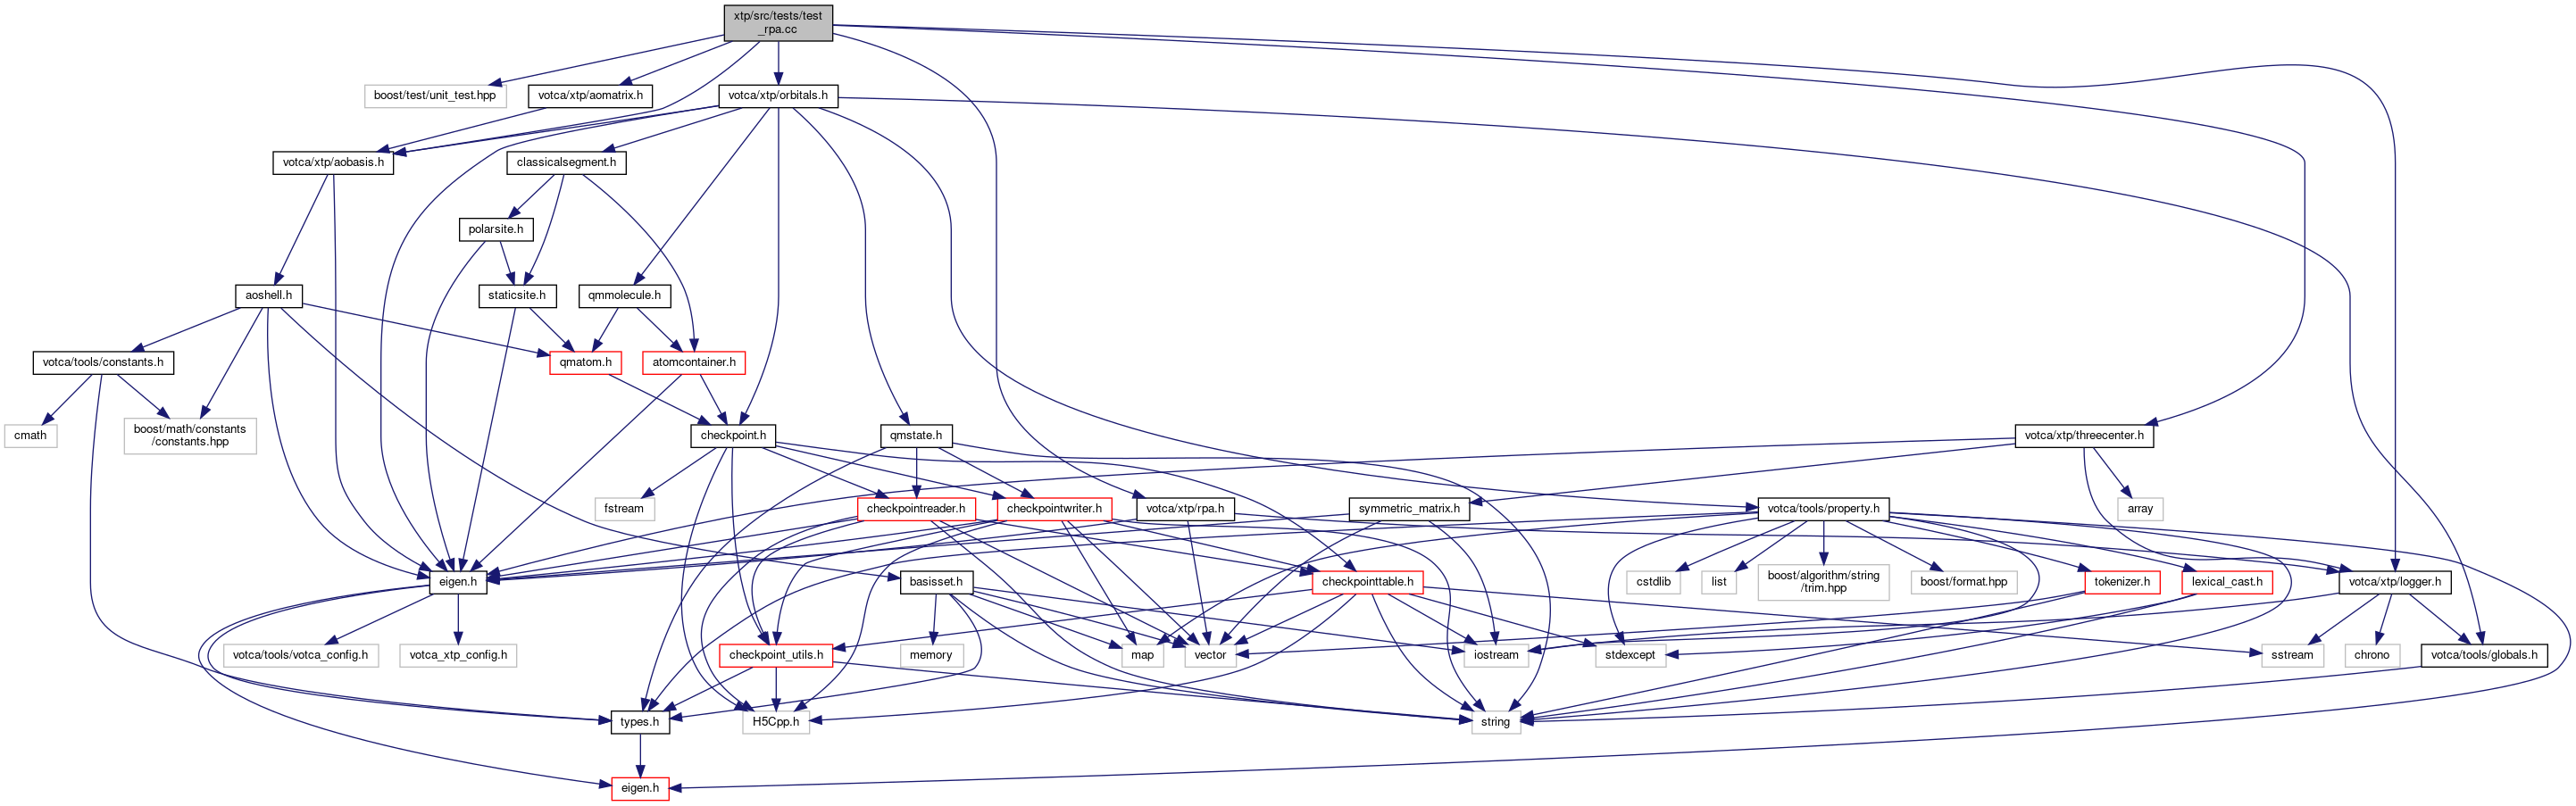 xtp/src/tests/test
_rpa.cc
boost/test/unit_test.hpp
votca/xtp/aomatrix.h
votca/xtp/orbitals.h
votca/xtp/aobasis.h
classicalsegment.h
polarsite.h
aoshell.h
staticsite.h
qmmolecule.h
votca/tools/constants.h
qmatom.h
atomcontainer.h
cmath
boost/math/constants
/constants.hpp
checkpoint.h
qmstate.h
votca/xtp/threecenter.h
fstream
checkpointreader.h
checkpointwriter.h
votca/xtp/rpa.h
symmetric_matrix.h
votca/tools/property.h
array
eigen.h
basisset.h
checkpointtable.h
cstdlib
list
boost/algorithm/string
/trim.hpp
boost/format.hpp
tokenizer.h
lexical_cast.h
votca/xtp/logger.h
votca/tools/votca_config.h
votca_xtp_config.h
checkpoint_utils.h
memory
map
vector
iostream
stdexcept
sstream
chrono
votca/tools/globals.h
types.h
H5Cpp.h
string
eigen.h